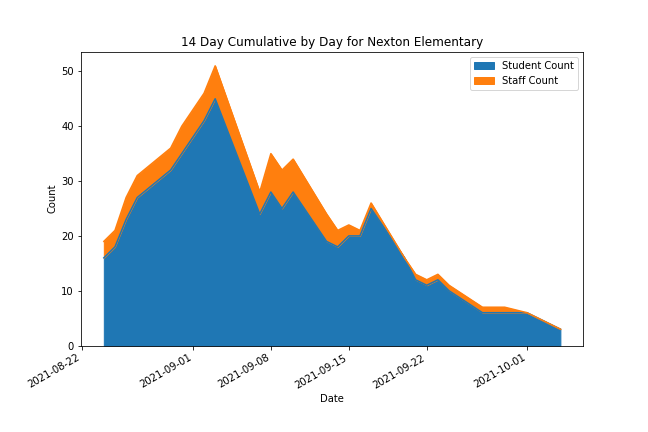 14 Day Cumulative by Day for Nexton Elementary
Student Count
Staff Count
50
40
30
20
10
0
Count
2021-08-22
2021-09-01
2021-09-08
2021-09-15
2021-09-22
2021-10-01
Date